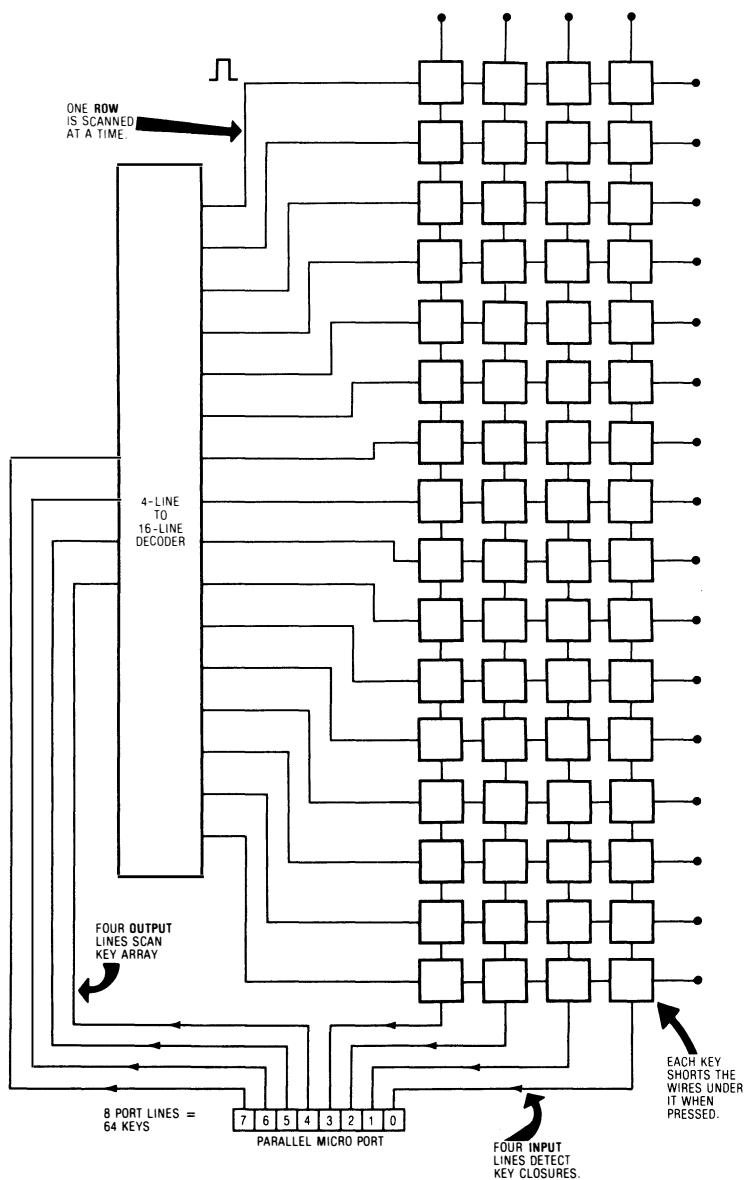 ONE ROW
IS SCANNED
AT A TIME.
4-LINE
TO
16-LINE
DECODER
FOUR OUTPUT
LINES SCAN
KEY ARRAY
EACH KEY
SHORTS THE
WIRES UNDER
IT WHEN
PRESSED.
8 PORT LINES =
64 KEYS
7 6 5 4 3 2 1 0
PARALLEL MICRO PORT
FOUR INPUT
LINES DETECT
KEY CLOSURES.